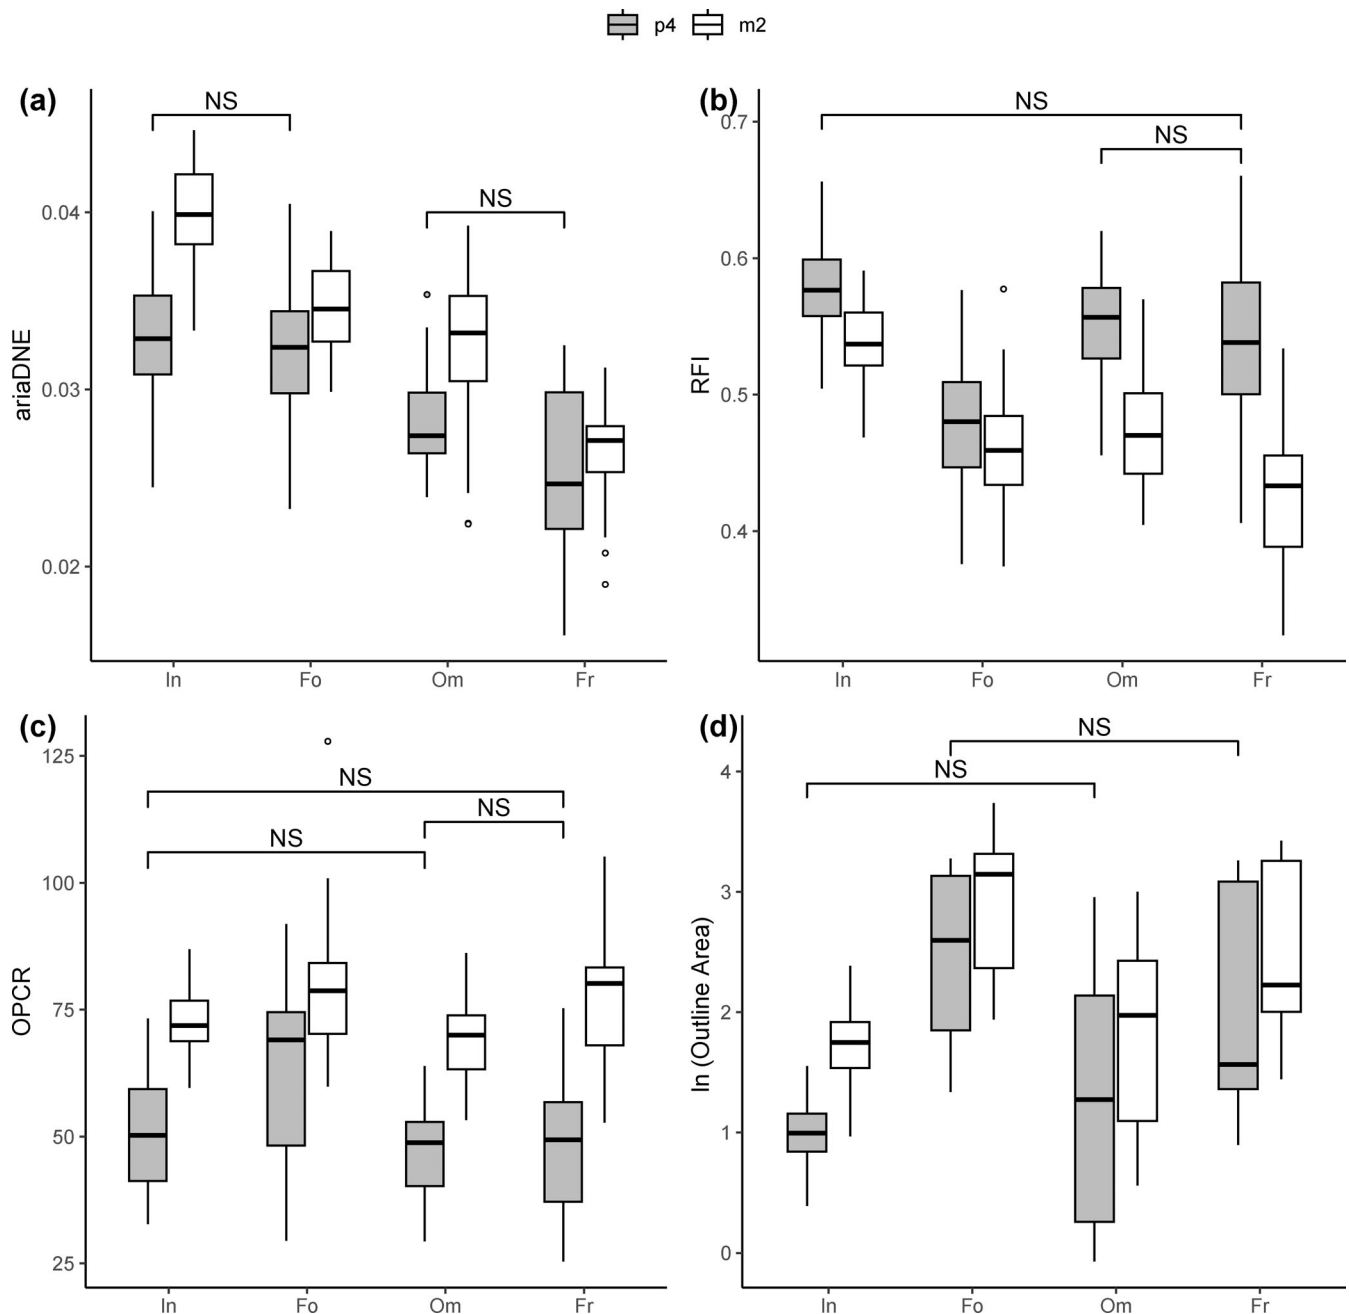 p4 m2
(a)
NS
NS
0.04
0.03
0.02
ariaDNE
In Fo Om Fr
(b)
NS
NS
0.7
0.6
0.5
0.4
RFI
In Fo Om Fr
(c)
NS
NS
NS
125
100
75
50
25
OPCR
In Fo Om Fr
(d)
NS
NS
4
3
2
1
0
ln (Outline Area)
In Fo Om Fr